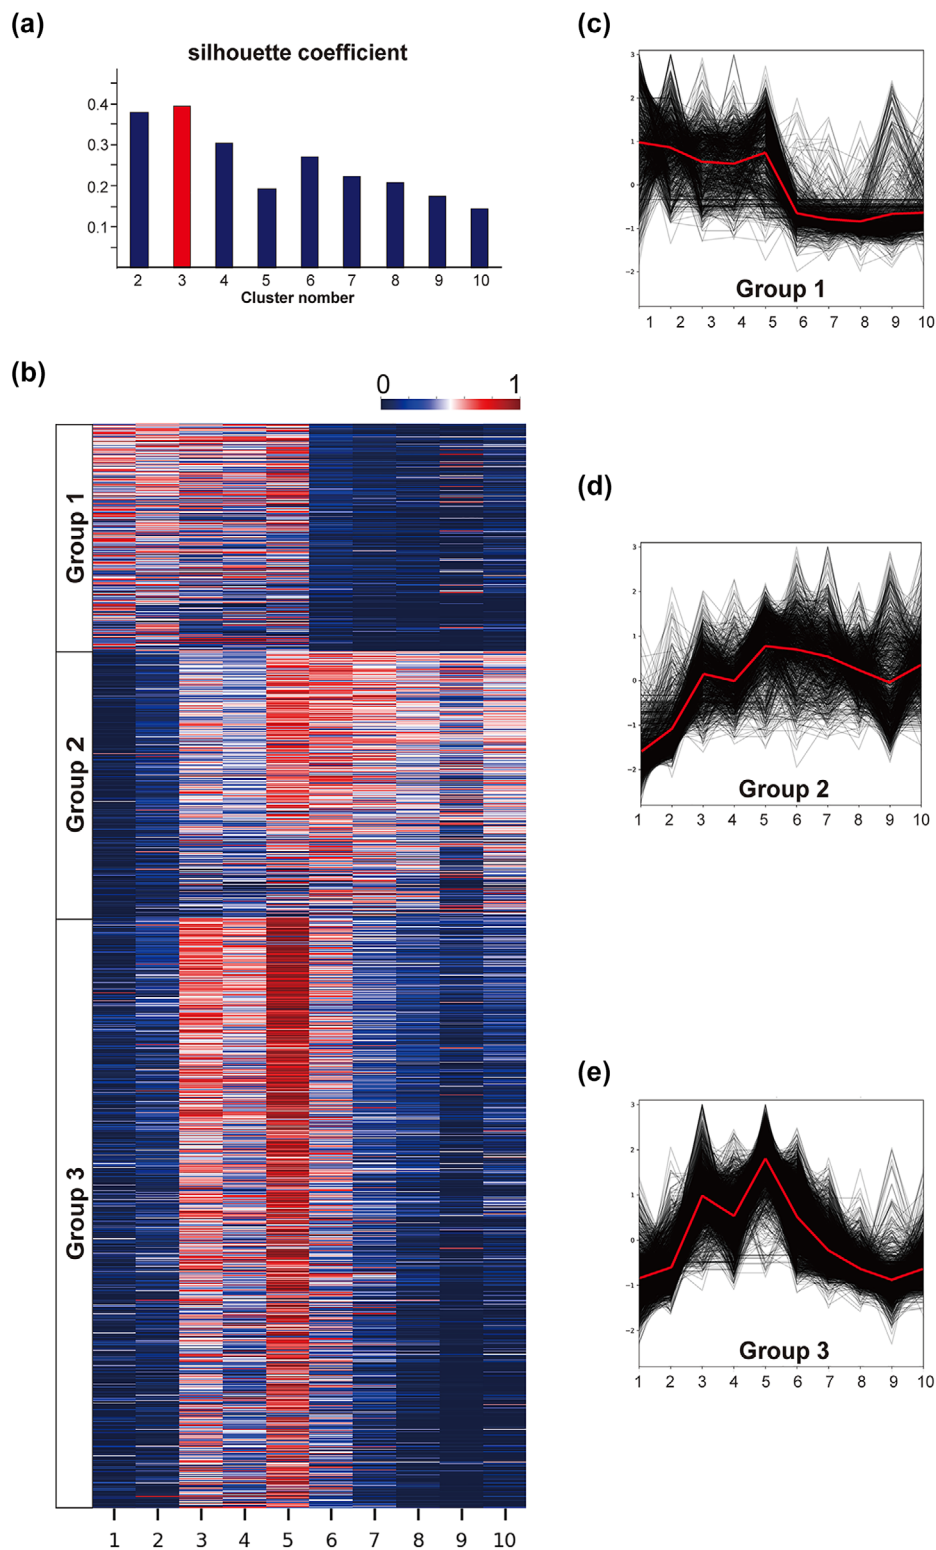 (a)
silhouette coefficient
0.4
0.3
0.2
0.1
2 3 4 5 6 7 8 9 10
Cluster nomber
(b)
0 1
Group 1
Group 2
Group 3
1 2 3 4 5 6 7 8 9 10
(c)
3
2
1
0
−1
−2
Group 1
1 2 3 4 5 6 7 8 9 10
(d)
3
2
1
0
−1
−2
Group 2
1 2 3 4 5 6 7 8 9 10
(e)
3
2
1
0
−1
−2
Group 3
1 2 3 4 5 6 7 8 9 10